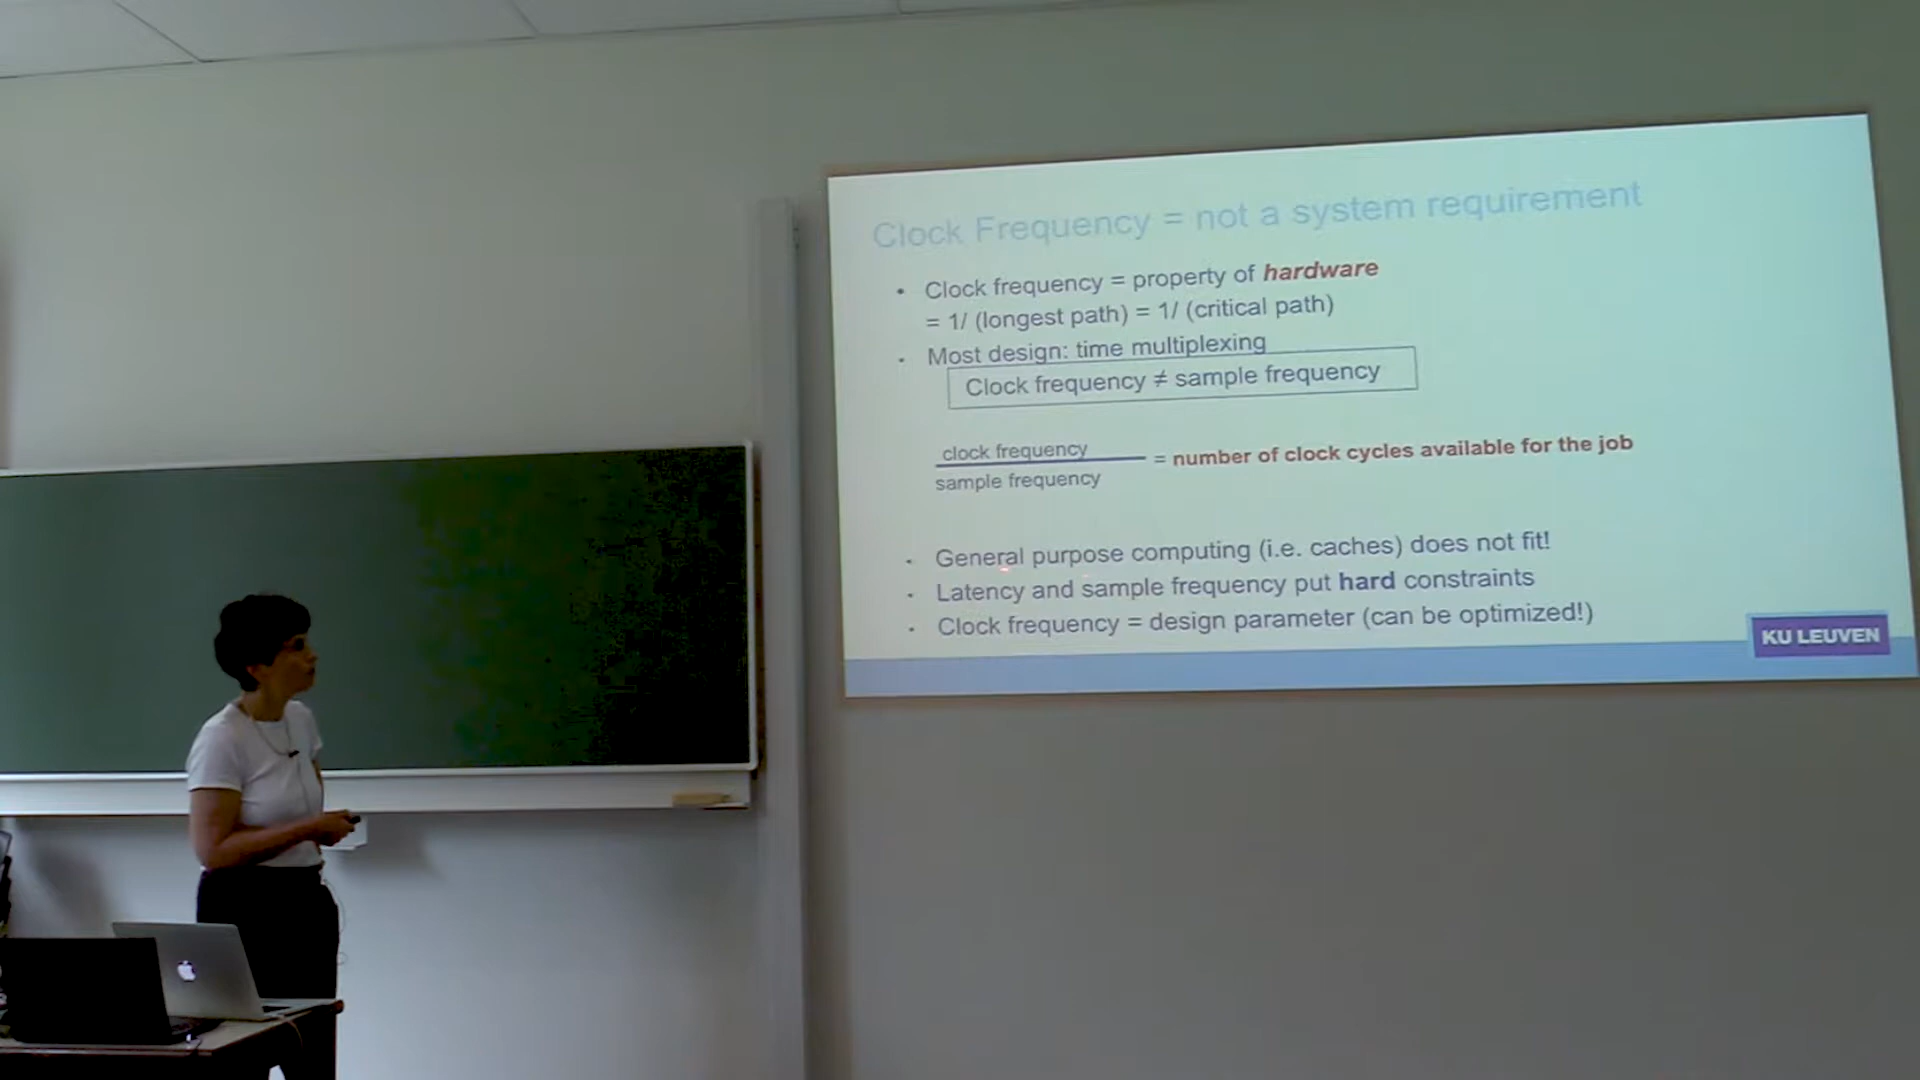 Clock Frequency = not a system requirement
• Clock frequency = property of hardware
= 1/ (longest path) = 1/ (critical path)
• Most design: time multiplexing
Clock frequency ≠ sample frequency
clock frequency
= number of clock cycles available for the job
sample frequency
• General purpose computing (i.e. caches) does not fit!
• Latency and sample frequency put hard constraints
• Clock frequency = design parameter (can be optimized!)
KU LEUVEN